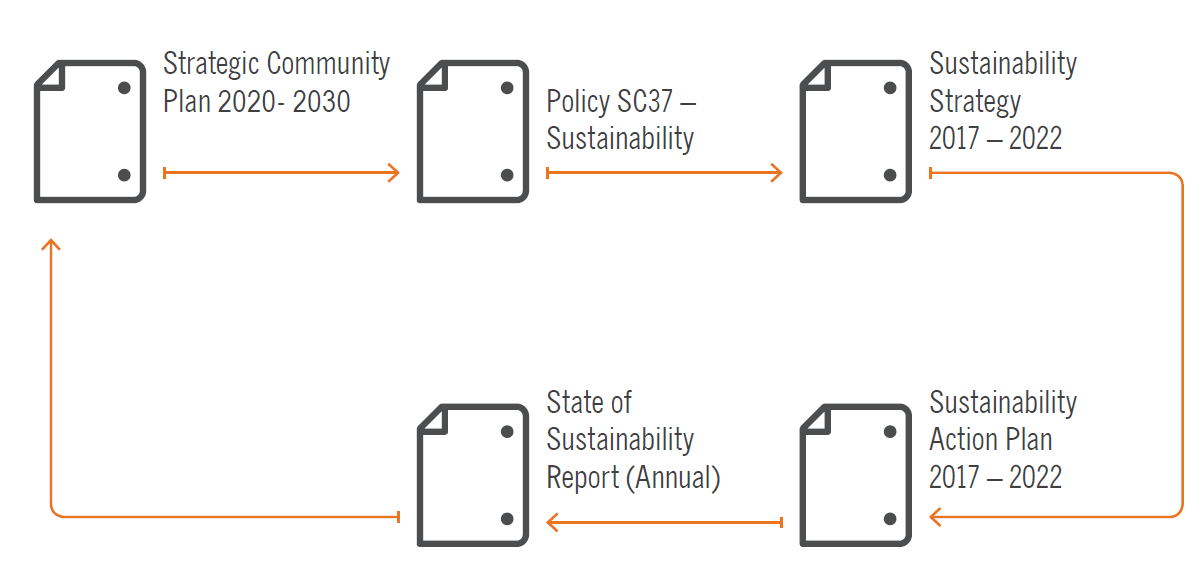 Strategic Community
Plan 2020- 2030
Policy SC37 –
Sustainability
Sustainability
Strategy
2017 – 2022
State of
Sustainability
Report (Annual)
Sustainability
Action Plan
2017 – 2022